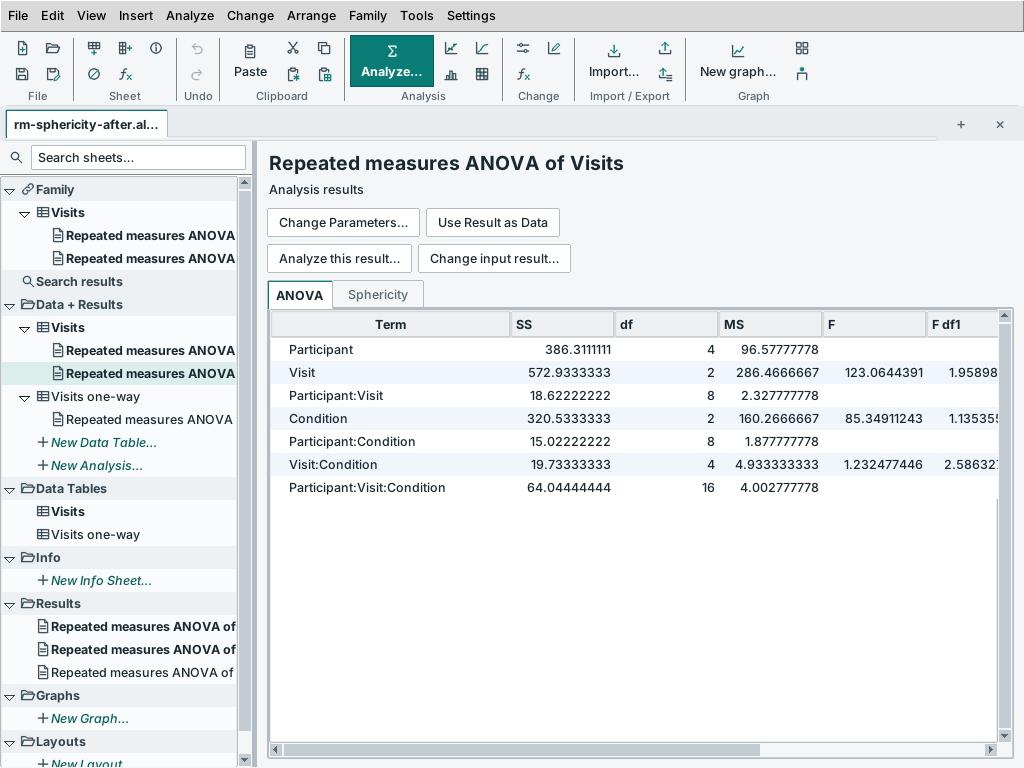 File Edit View Insert Analyze Change Arrange Family Tools Settings
Paste Analyze... Import... New graph...
File Sheet Undo Clipboard Analysis Change Import / Export Graph
rm-sphericity-after.al...
Search sheets...
Family
Visits
Repeated measures ANOVA
Repeated measures ANOVA
Search results
Data + Results
Visits
Repeated measures ANOVA
Repeated measures ANOVA
Visits one-way
Repeated measures ANOVA
New Data Table...
New Analysis...
Data Tables
Visits
Visits one-way
Info
New Info Sheet...
Results
Repeated measures ANOVA of
Repeated measures ANOVA of
Repeated measures ANOVA of
Graphs
New Graph...
Layouts
New Layout
Repeated measures ANOVA of Visits
Analysis results
Change Parameters... Use Result as Data
Analyze this result... Change input result...
ANOVA Sphericity
Term SS df MS F F df1
Participant 386.3111111 4 96.57777778
Visit 572.9333333 2 286.4666667 123.0644391 1.95898
Participant:Visit 18.62222222 8 2.327777778
Condition 320.5333333 2 160.2666667 85.34911243 1.135355
Participant:Condition 15.02222222 8 1.877777778
Visit:Condition 19.73333333 4 4.933333333 1.232477446 2.586327
Participant:Visit:Condition 64.04444444 16 4.002777778